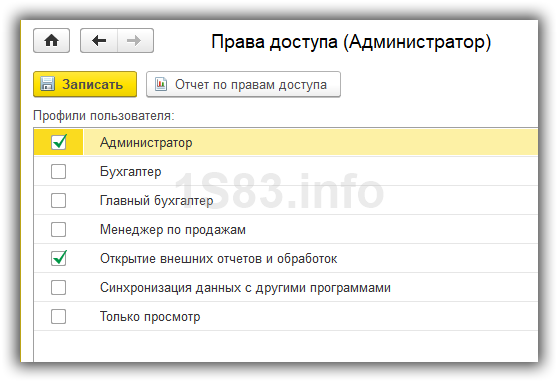 Права доступа (Администратор)
Записать
Отчет по правам доступа
Профили пользователя:
Администратор
Бухгалтер
1S83.info
Главный бухгалтер
Менеджер по продажам
Открытие внешних отчетов и обработок
Синхронизация данных с другими программами
Только просмотр